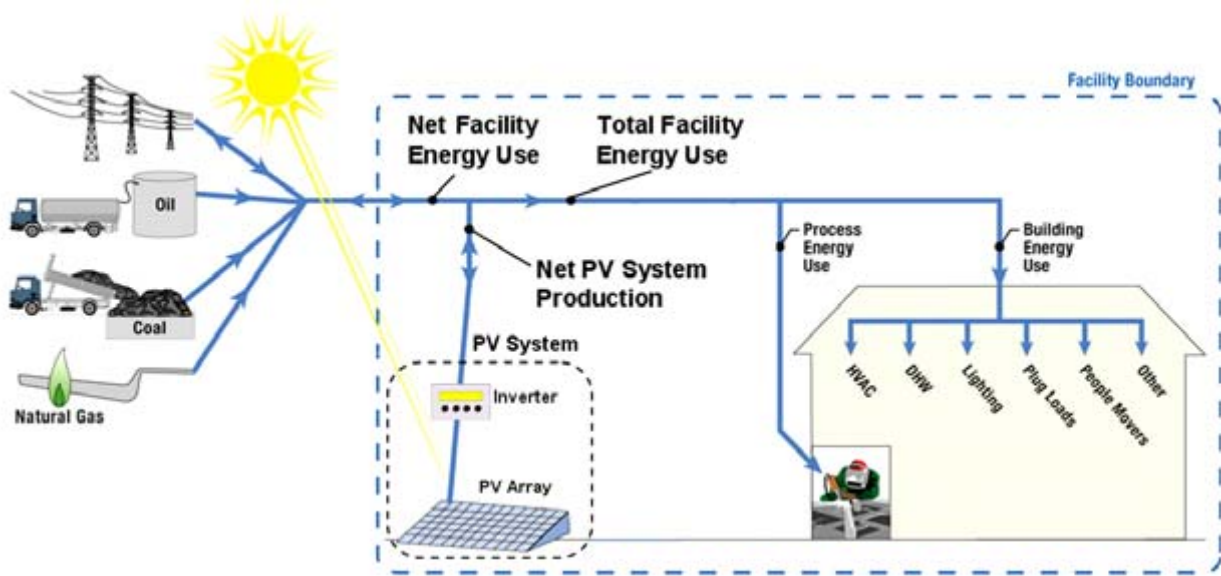 Facility Boundary
Net Facility
Energy Use
Total Facility
Energy Use
Oil
Process
Energy
Use
Building
Energy
Use
Net PV System
Production
Coal
PV System
Inverter
Natural Gas
HVAC
DHW
Lighting
Plug Loads
People Movers
Other
PV Array